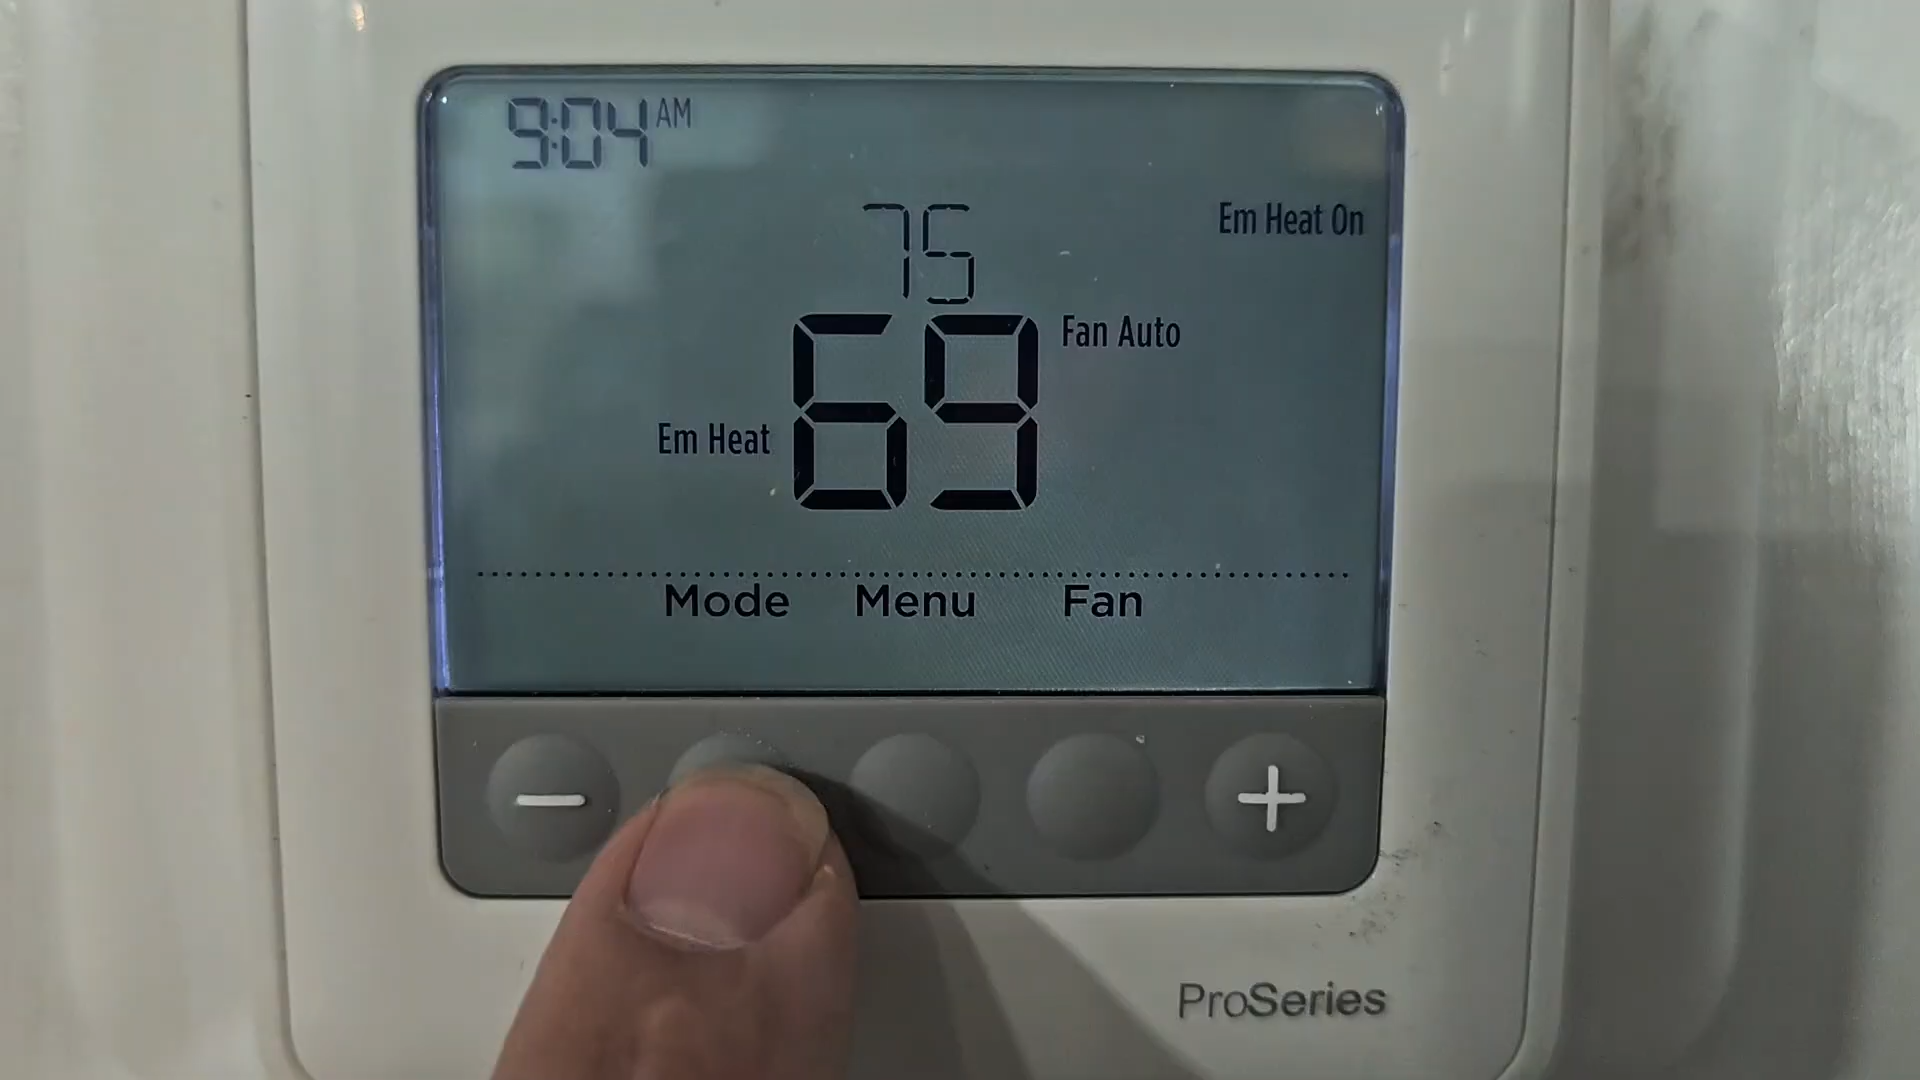 9:04 AM
75
Em Heat On
Fan Auto
69
Em Heat
Mode Menu Fan
− +
ProSeries